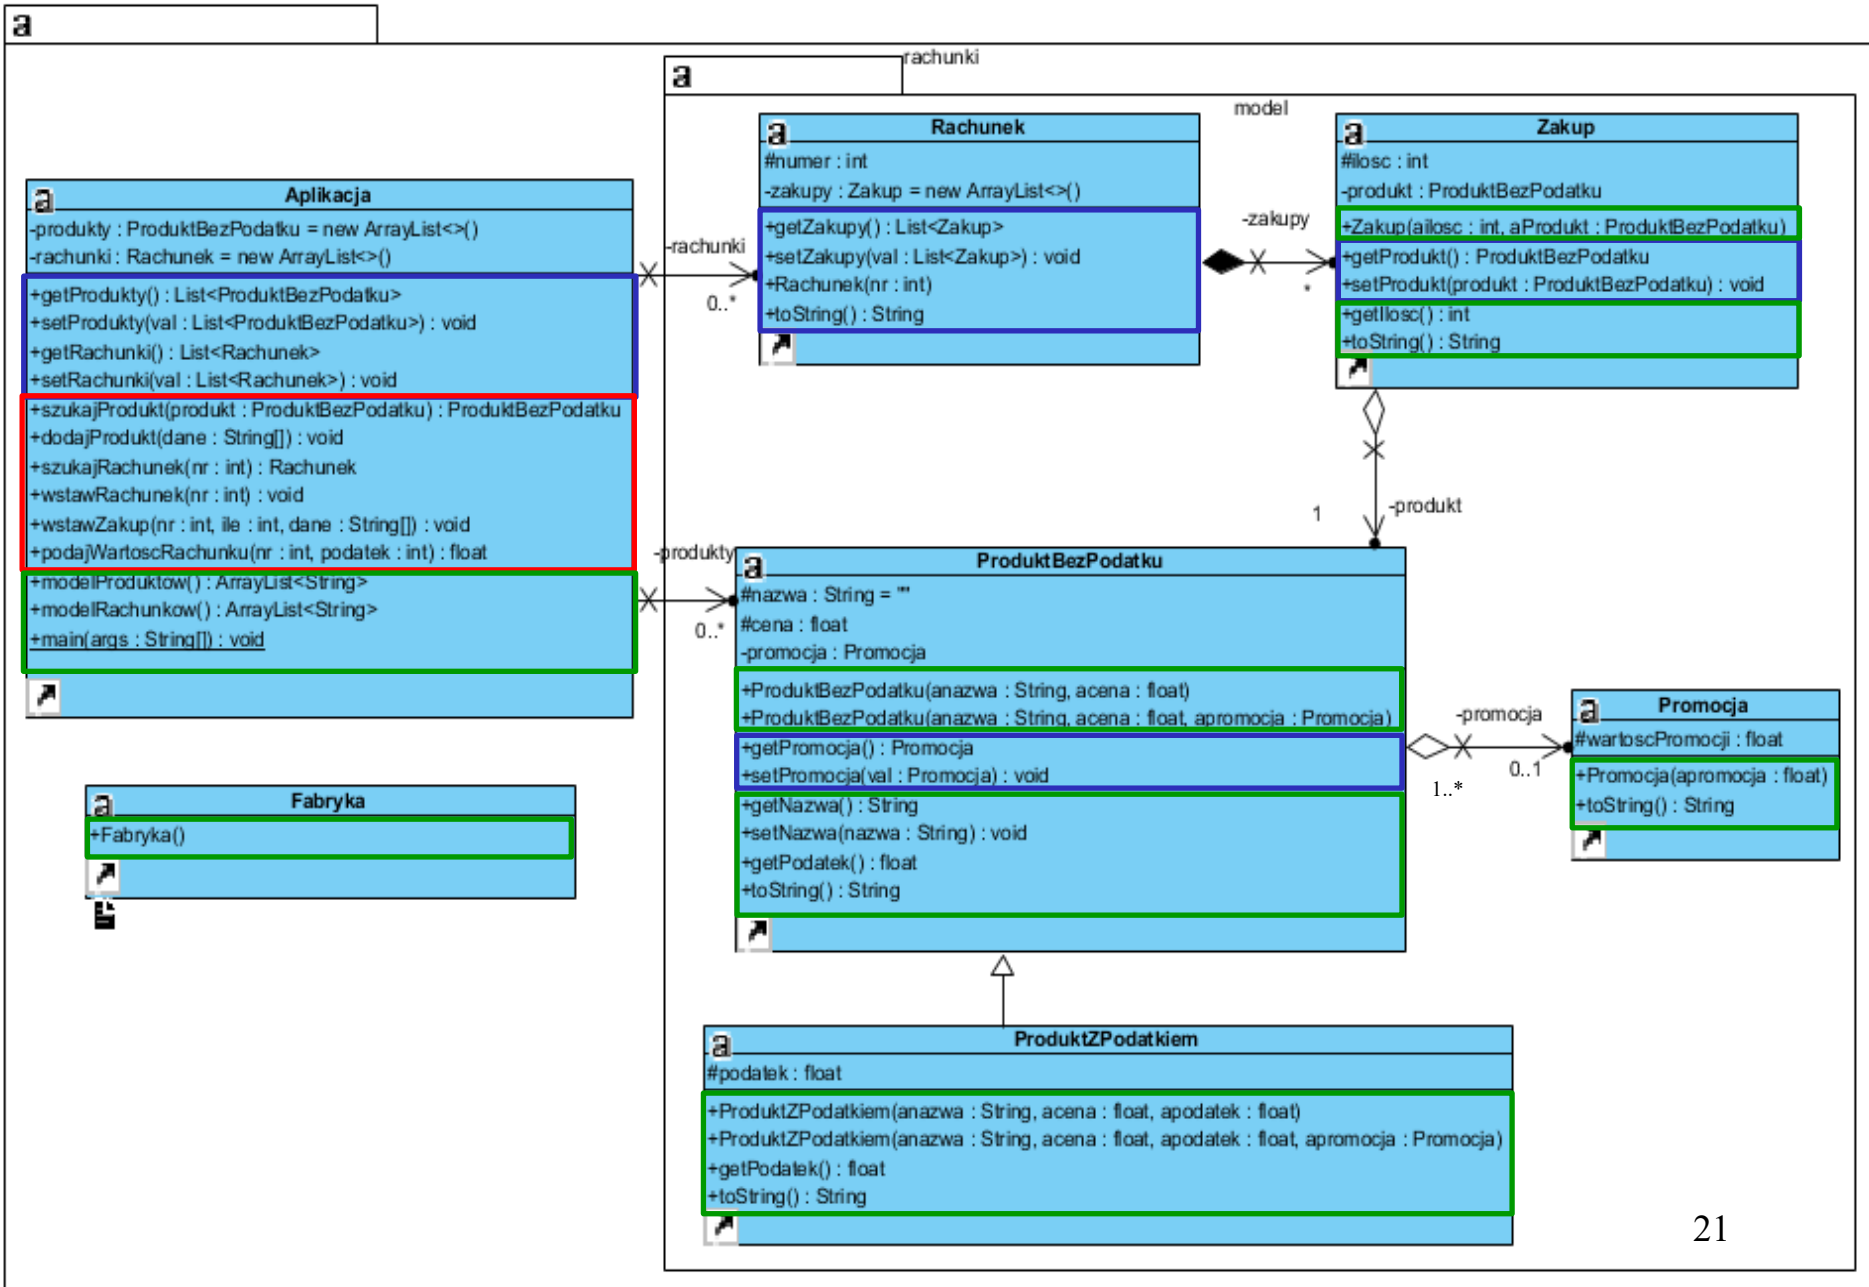 a
rachunki
a
model
a
Rachunek
#numer : int
-zakupy : Zakup = new ArrayList<>()
+getZakupy() : List<Zakup>
+setZakupy(val : List<Zakup>) : void
+Rachunek(nr : int)
+toString() : String
a
Zakup
#ilosc : int
-produkt : ProduktBezPodatku
+Zakup(ailosc : int, aProdukt : ProduktBezPodatku)
+getProdukt() : ProduktBezPodatku
+setProdukt(produkt : ProduktBezPodatku) : void
+getIlosc() : int
+toString() : String
a
Aplikacja
-produkty : ProduktBezPodatku = new ArrayList<>()
-rachunki : Rachunek = new ArrayList<>()
+getProdukty() : List<ProduktBezPodatku>
+setProdukty(val : List<ProduktBezPodatku>) : void
+getRachunki() : List<Rachunek>
+setRachunki(val : List<Rachunek>) : void
+szukajProdukt(produkt : ProduktBezPodatku) : ProduktBezPodatku
+dodajProdukt(dane : String[]) : void
+szukajRachunek(nr : int) : Rachunek
+wstawRachunek(nr : int) : void
+wstawZakup(nr : int, ile : int, dane : String[]) : void
+podajWartoscRachunku(nr : int, podatek : int) : float
+modelProduktow() : ArrayList<String>
+modelRachunkow() : ArrayList<String>
+main(args : String[]) : void
-rachunki
0..*
-zakupy
*
-produkt
1
-produkty
0..*
a
ProduktBezPodatku
#nazwa : String = ""
#cena : float
-promocja : Promocja
+ProduktBezPodatku(anazwa : String, acena : float)
+ProduktBezPodatku(anazwa : String, acena : float, apromocja : Promocja)
+getPromocja() : Promocja
+setPromocja(val : Promocja) : void
+getNazwa() : String
+setNazwa(nazwa : String) : void
+getPodatek() : float
+toString() : String
-promocja
1..*
0..1
a
Promocja
#wartoscPromocji : float
+Promocja(apromocja : float)
+toString() : String
a
Fabryka
+Fabryka()
a
ProduktZPodatkiem
#podatek : float
+ProduktZPodatkiem(anazwa : String, acena : float, apodatek : float)
+ProduktZPodatkiem(anazwa : String, acena : float, apodatek : float, apromocja : Promocja)
+getPodatek() : float
+toString() : String
21